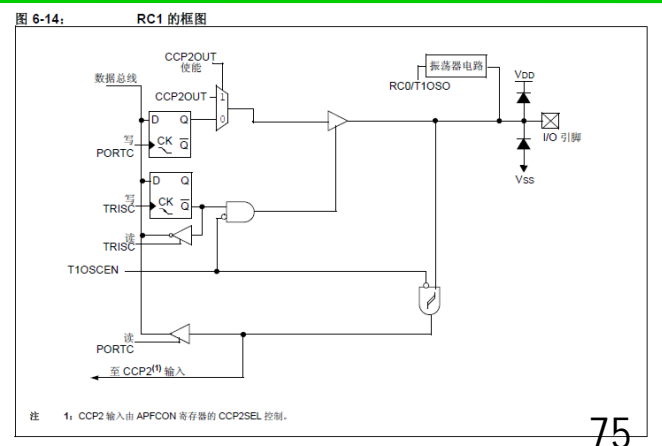 图 6-14： RC1 的框图
CCP2OUT
使能
数据总线
振荡器电路
VDD
RC0/T1OSO
CCP2OUT
1
0
D Q
CK Q
写
PORTC
I/O 引脚
VSS
D Q
CK Q
写
TRISC
读
TRISC
T1OSCEN
读
PORTC
至 CCP2(1) 输入
注 1：CCP2 输入由 APFCON 寄存器的 CCP2SEL 控制。
75